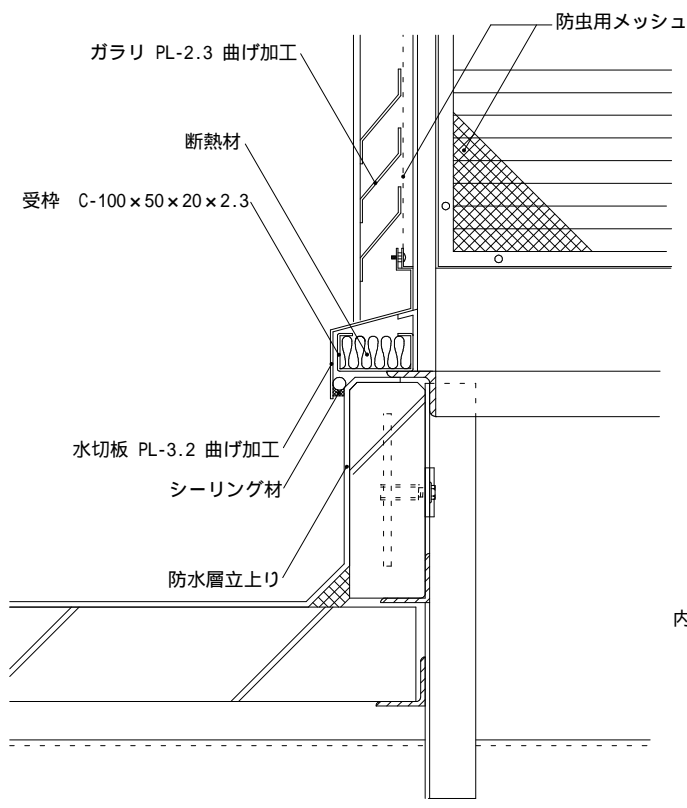 防虫用メッシュ
ガラリ PL-2.3 曲げ加工
断熱材
受枠 C-100×50×20×2.3
水切板 PL-3.2 曲げ加工
シーリング材
防水層立上り
内